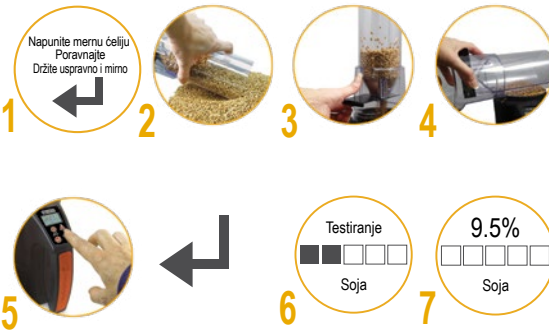 Napunite mernu ćeliju
Poravnajte
Držite uspravno i mirno
1
2
3
4
5
Testiranje
Soja
6
9.5%
Soja
7